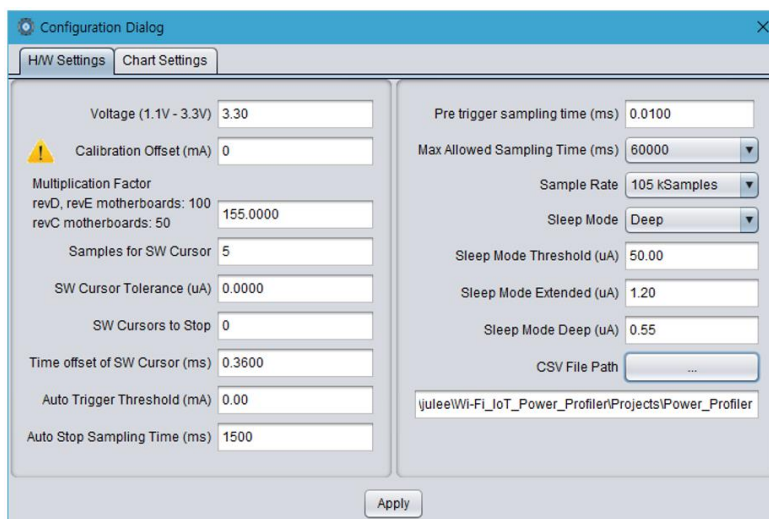 Configuration Dialog
H/W Settings
Chart Settings
Voltage (1.1V - 3.3V) 3.30
Calibration Offset (mA) 0
Multiplication Factor
revD, revE motherboards: 100
revC motherboards: 50
155.0000
Samples for SW Cursor 5
SW Cursor Tolerance (uA) 0.0000
SW Cursors to Stop 0
Time offset of SW Cursor (ms) 0.3600
Auto Trigger Threshold (mA) 0.00
Auto Stop Sampling Time (ms) 1500
Pre trigger sampling time (ms) 0.0100
Max Allowed Sampling Time (ms) 60000
Sample Rate 105 kSamples
Sleep Mode Deep
Sleep Mode Threshold (uA) 50.00
Sleep Mode Extended (uA) 1.20
Sleep Mode Deep (uA) 0.55
CSV File Path ...
\julee\Wi-Fi_IoT_Power_Profiler\Projects\Power_Profiler
Apply